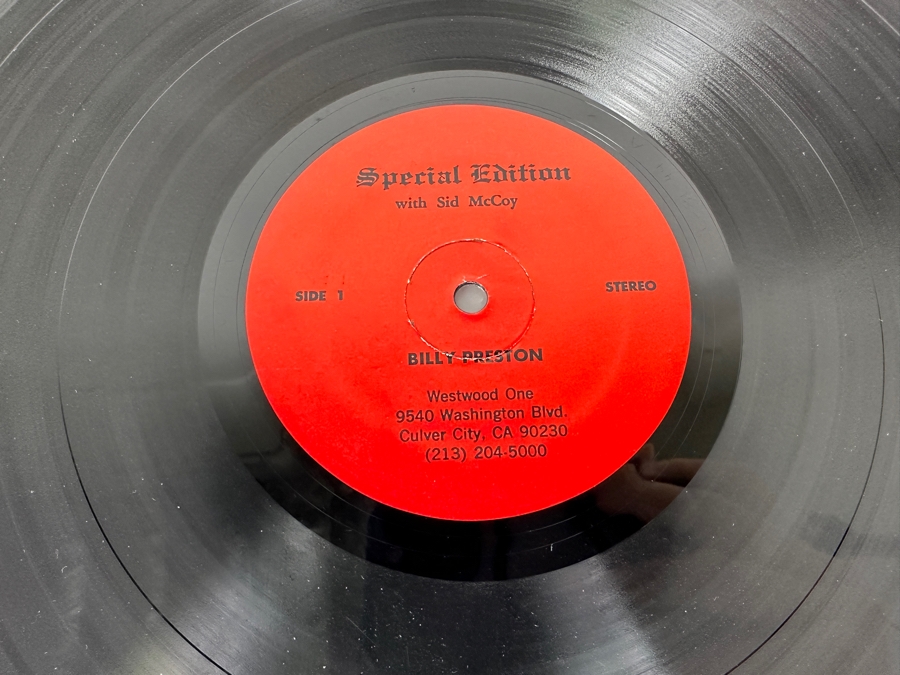 Special Edition
with Sid McCoy
SIDE 1
STEREO
BILLY PRESTON
Westwood One
9540 Washington Blvd.
Culver City, CA 90230
(213) 204-5000